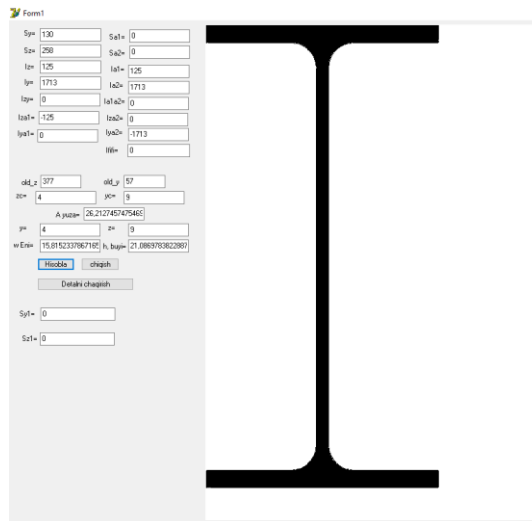 Form1
Sy= 130 Sa1= 0
Sz= 258 Sa2= 0
Iz= 125 Ia1= 125
Iy= 1713 Ia2= 1713
Izy= 0 Ia1a2= 0
Iza1= -125 Iza2= 0
Iya1= 0 Iya2= -1713
Ififi= 0
old_z 377 old_y 57
zc= 4 yc= 9
A yuza= 26,2127457475465
y= 4 z= 9
w Eni= 15,8152337867165 h, buyi= 21,0869783822887
Hisobla chiqish
Detalni chaqirish
Sy1= 0
Sz1= 0